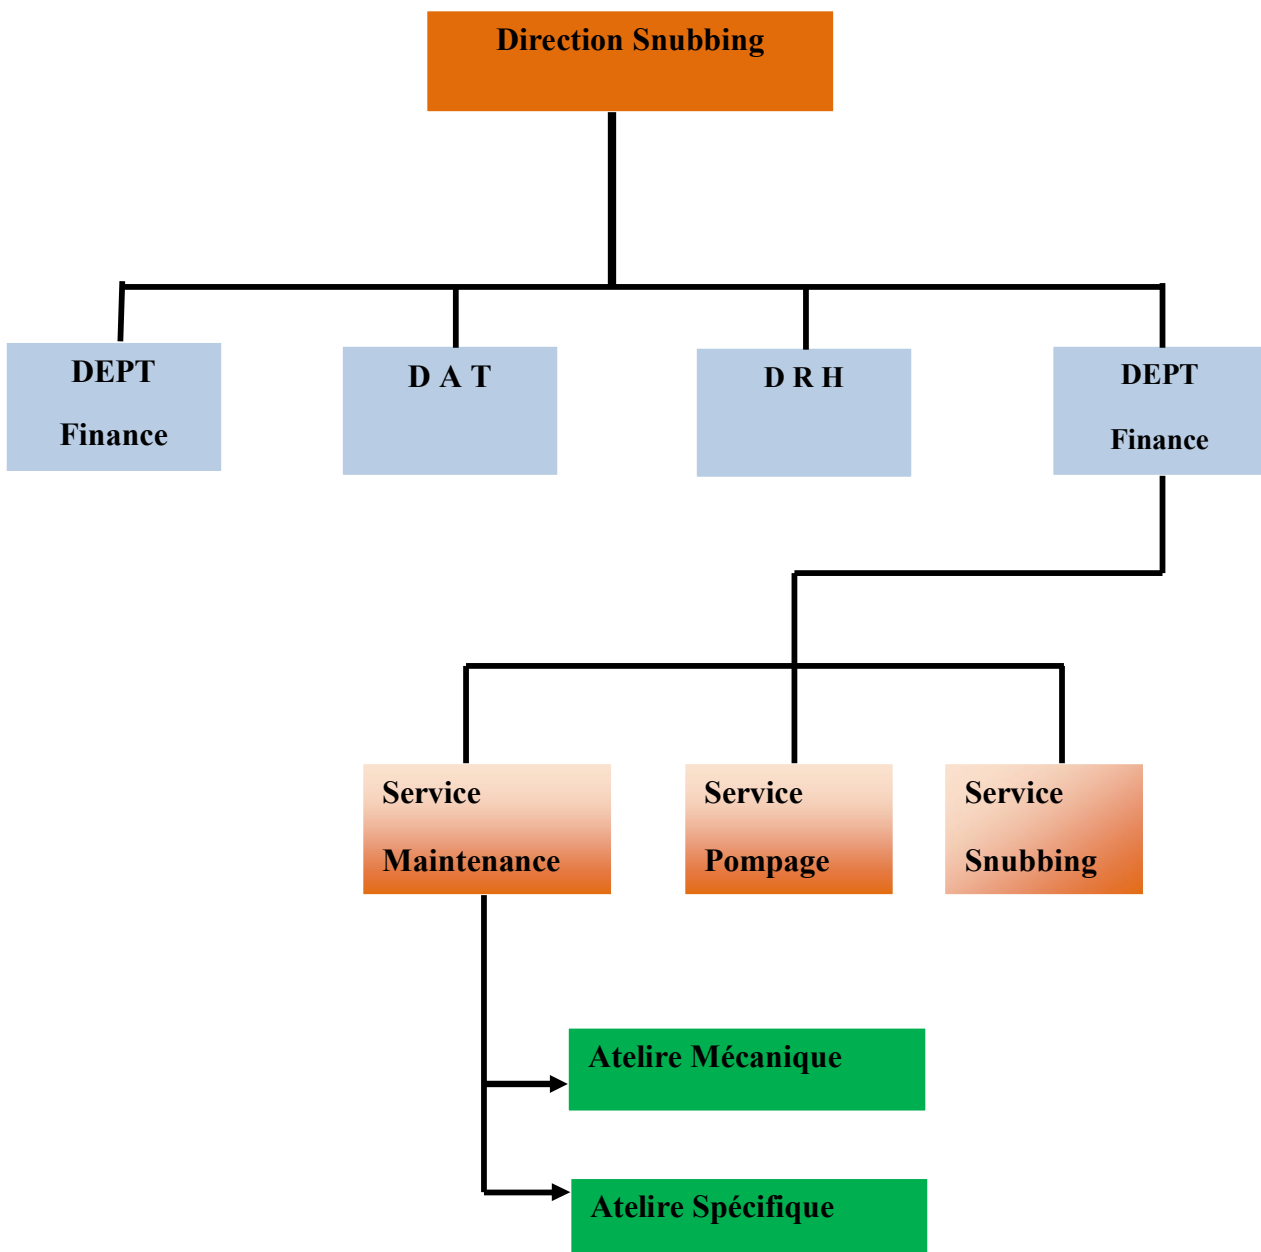 Direction Snubbing
DEPT
Finance
D A T
D R H
DEPT
Finance
Service
Maintenance
Service
Pompage
Service
Snubbing
Atelire Mécanique
Atelire Spécifique